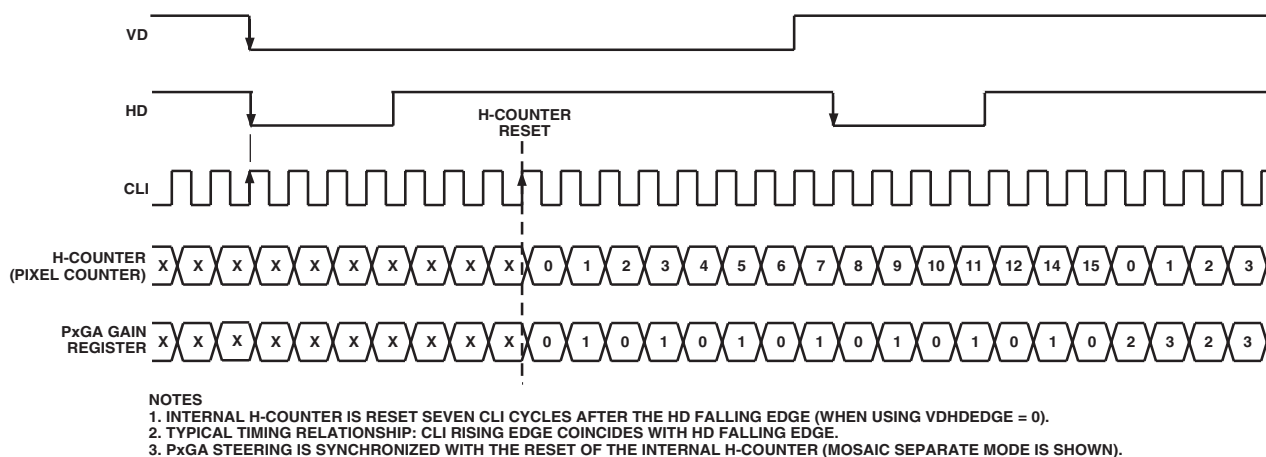 VD
HD
H-COUNTER
RESET
CLI
H-COUNTER
(PIXEL COUNTER)
X X X X X X X X X 0 1 2 3 4 5 6 7 8 9 10 11 12 14 15 0 1 2 3
PxGA GAIN
REGISTER
X X X X X X X X X 0 1 0 1 0 1 0 1 0 1 0 1 0 1 0 2 3 2 3
NOTES
1. INTERNAL H-COUNTER IS RESET SEVEN CLI CYCLES AFTER THE HD FALLING EDGE (WHEN USING VDHDEDGE = 0).
2. TYPICAL TIMING RELATIONSHIP: CLI RISING EDGE COINCIDES WITH HD FALLING EDGE.
3. PxGA STEERING IS SYNCHRONIZED WITH THE RESET OF THE INTERNAL H-COUNTER (MOSAIC SEPARATE MODE IS SHOWN).